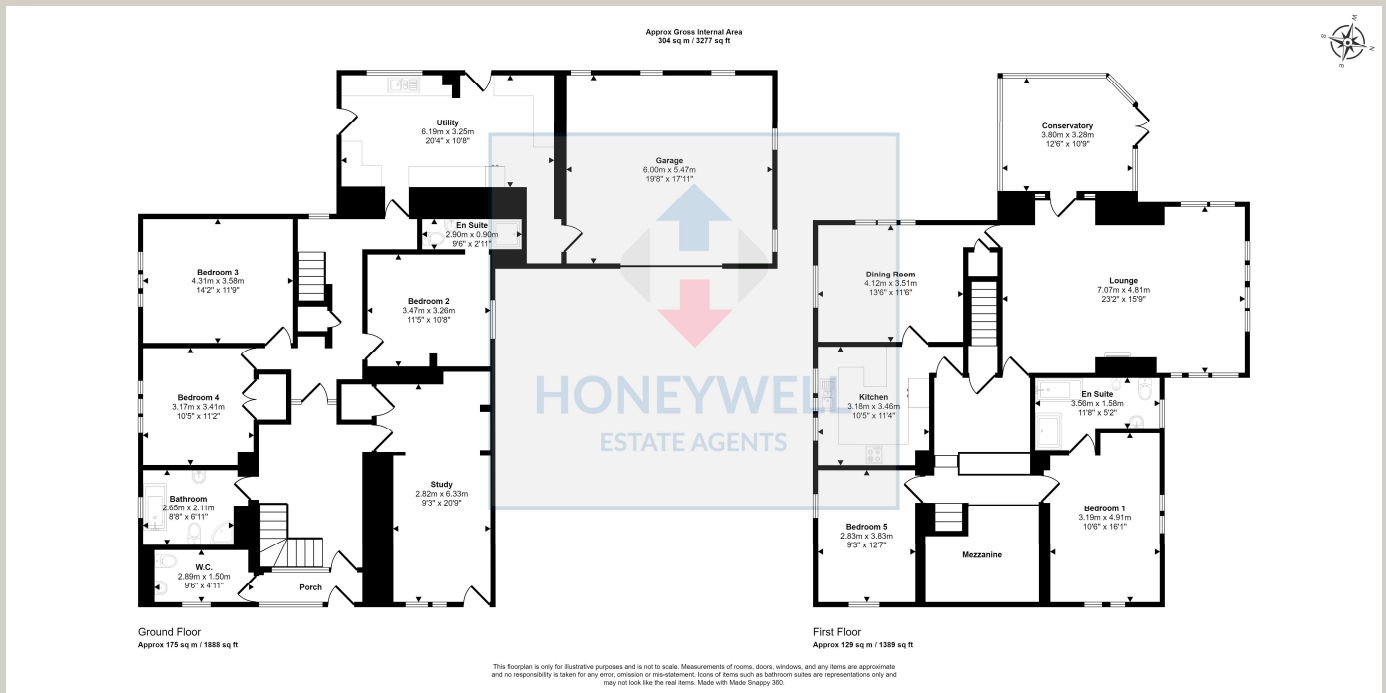 Approx Gross Internal Area
304 sq m / 3277 sq ft
W
S
N
E
Utility
6.19m x 3.25m
20'4" x 10'8"
Garage
6.00m x 5.47m
19'8" x 17'11"
En Suite
2.90m x 0.90m
9'6" x 2'11"
Bedroom 3
4.31m x 3.58m
14'2" x 11'9"
Bedroom 2
3.47m x 3.26m
11'5" x 10'8"
Bedroom 4
3.17m x 3.41m
10'5" x 11'2"
Study
2.82m x 6.33m
9'3" x 20'9"
Bathroom
2.65m x 2.11m
8'8" x 6'11"
W.C.
2.89m x 1.50m
9'6" x 4'11"
Porch
Ground Floor
Approx 175 sq m / 1888 sq ft
Conservatory
3.80m x 3.28m
12'6" x 10'9"
Dining Room
4.12m x 3.51m
13'6" x 11'6"
Lounge
7.07m x 4.81m
23'2" x 15'9"
Kitchen
3.18m x 3.46m
10'5" x 11'4"
En Suite
3.56m x 1.58m
11'8" x 5'2"
Bedroom 5
2.83m x 3.83m
9'3" x 12'7"
Mezzanine
Bedroom 1
3.19m x 4.91m
10'6" x 16'1"
First Floor
Approx 129 sq m / 1389 sq ft
HONEYWELL
ESTATE AGENTS
This floorplan is only for illustrative purposes and is not to scale. Measurements of rooms, doors, windows, and any items are approximate
and no responsibility is taken for any error, omission or mis-statement. Icons of items such as bathroom suites are representations only and
may not look like the real items. Made with Made Snappy 360.